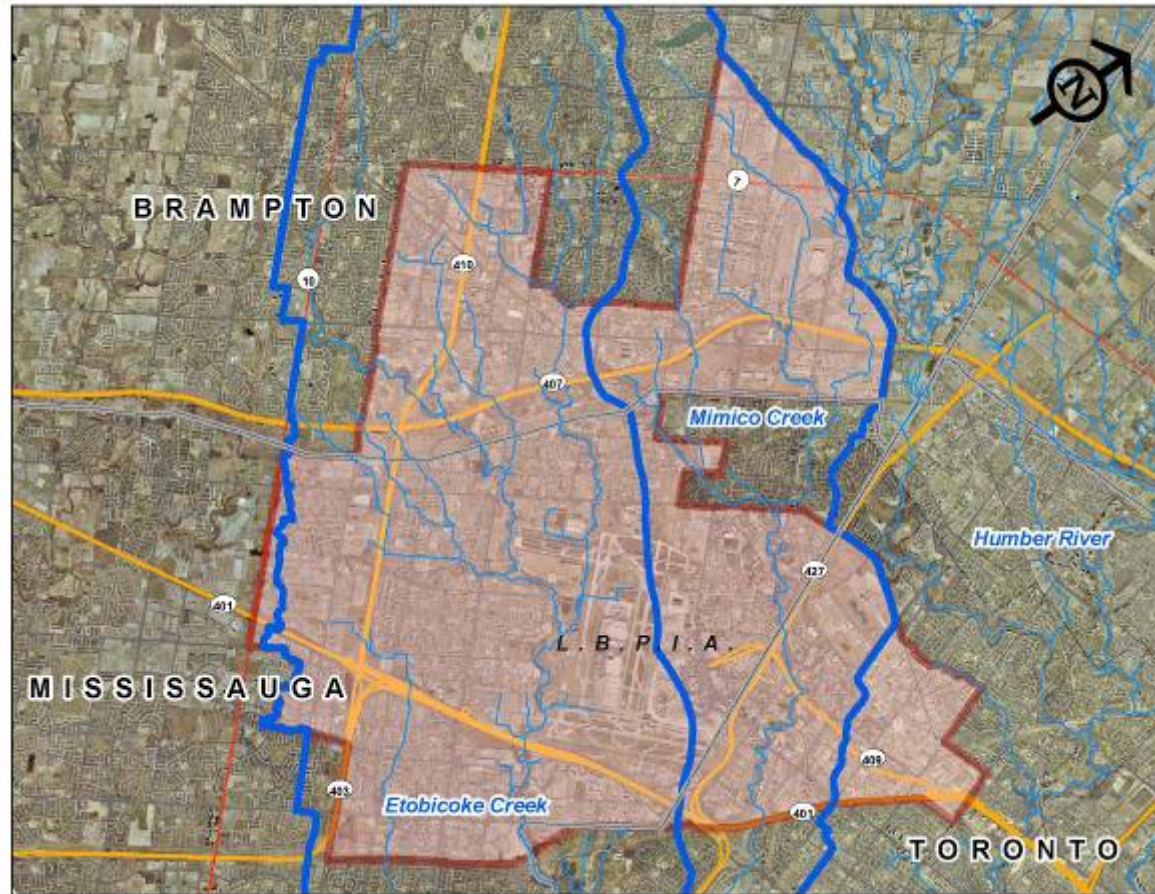 N
7
BRAMPTON
410
10
407
Mimico Creek
Humber River
427
401
L.B.P.I.A.
MISSISSAUGA
409
403
Etobicoke Creek
401
TORONTO